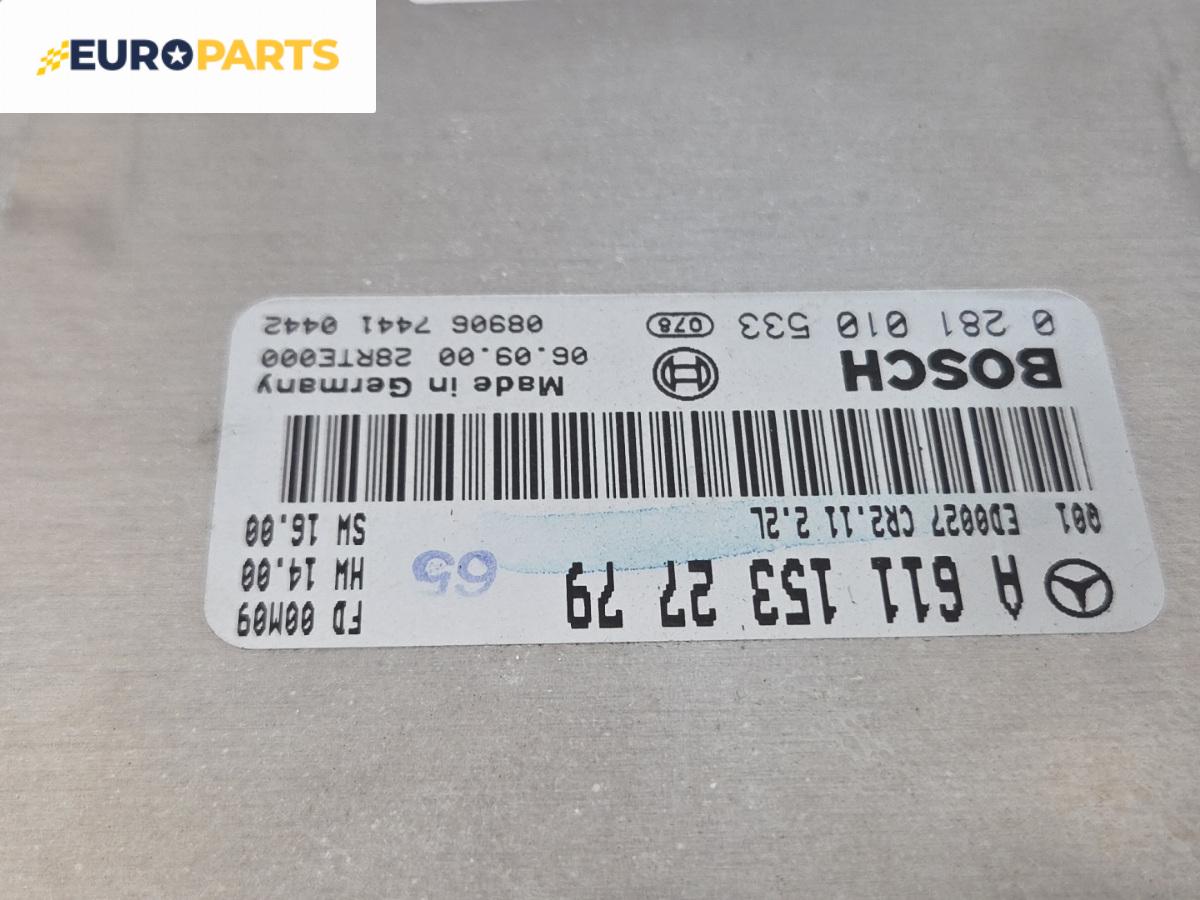 EUROPARTS
A 611 153 27 79
65
FD 00M09
HW 14.00
SW 16.00
Q01 ED0027 CR2.11 2.2L
BOSCH
Made in Germany
06.09.00 28RTE000
0 281 010 533
078
08906 7441 0442